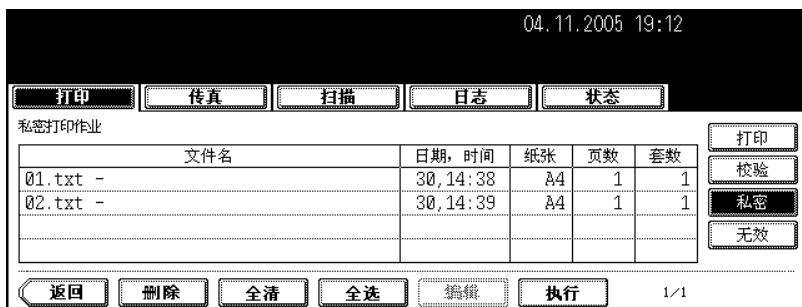 04.11.2005 19:12
打印 传真 扫描 日志 状态
私密打印作业
文件名 日期，时间 纸张 页数 套数
01.txt - 30,14:38 A4 1 1
02.txt - 30,14:39 A4 1 1
打印
校验
私密
无效
返回 删除 全清 全选 编辑 执行 1/1